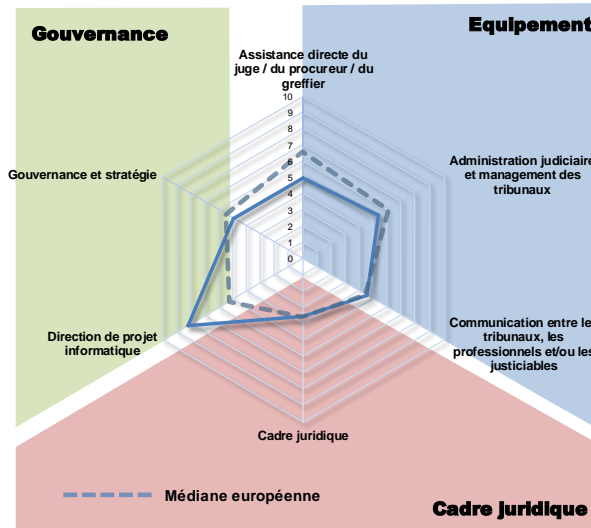 Gouvernance
Equipement
Assistance directe du
juge / du procureur / du
greffier
10
9
8
7
6
5
4
3
2
1
0
Gouvernance et stratégie
Administration judiciaire
et management des
tribunaux
Direction de projet
informatique
Communication entre les
tribunaux, les
professionnels et/ou les
justiciables
Cadre juridique
Médiane européenne
Cadre juridique